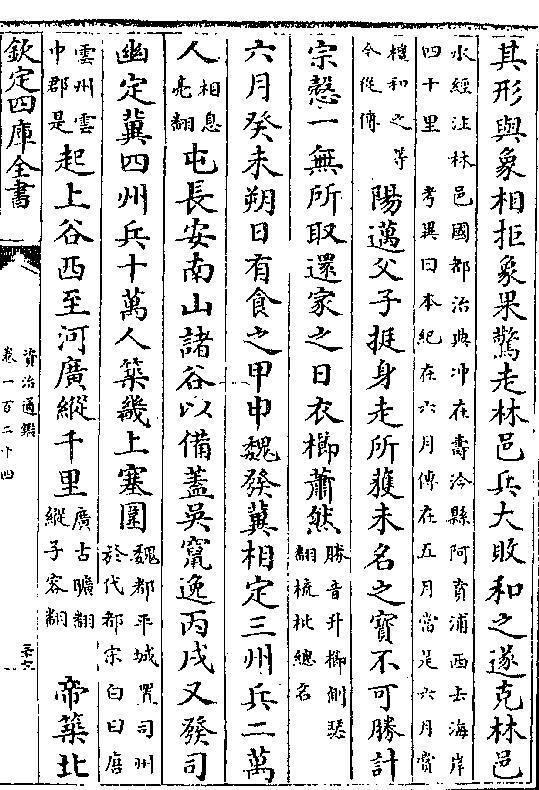 其形與象相拒象果驚走林邑兵大敗和之遂克林邑
水經注林邑國都治典沖在壽泠縣阿賁浦西去海岸
四十里 考異曰本紀在六月傳在五月當是六月賞
檀和之等
今從傳
陽邁父子挺身走所獲未名之寶不可勝計
宗慤一無所取還家之日衣櫛蕭然
勝音升櫛側瑟
翻梳枇總名
六月癸未朔日有食之甲申魏發冀相定三州兵二萬
人
相息
亮翻
屯長安南山諸谷以備蓋吳竄逸丙戌又發司
幽定冀四州兵十萬人築畿上塞圍
魏都平城置司州
於代都宋白曰唐
雲州雲
中郡是
起上谷西至河廣縱千里
廣古曠翻
縱子容翻
帝築北
欽定四庫全書
資治通鑑
卷一百二十四